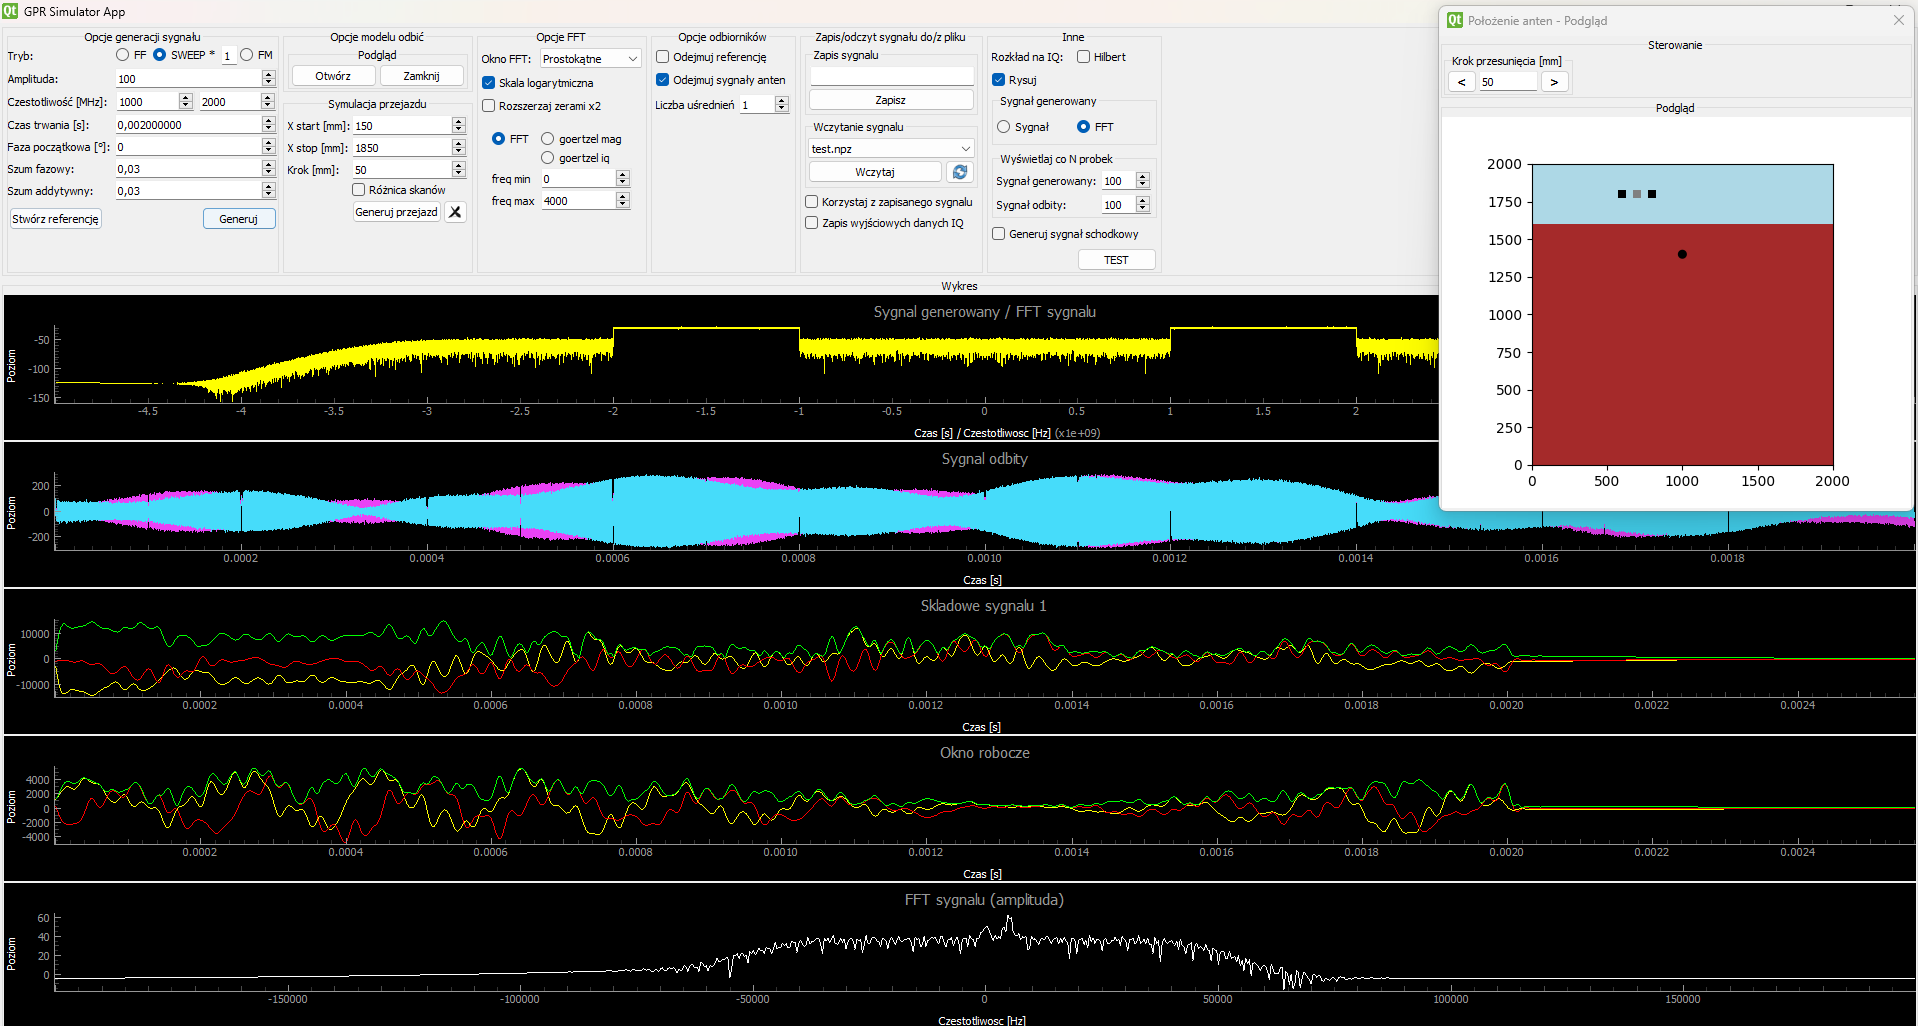 GPR Simulator App
Opcje generacji sygnału
Tryb: FF SWEEP * 1 FM
Amplituda: 100
Czestotliwość [MHz]: 1000 2000
Czas trwania [s]: 0,002000000
Faza początkowa [°]: 0
Szum fazowy: 0,03
Szum addytywny: 0,03
Stwórz referencję Generuj
Opcje modelu odbić
Podgląd
Otwórz Zamknij
Symulacja przejazdu
X start [mm]: 150
X stop [mm]: 1850
Krok [mm]: 50
Różnica skanów
Generuj przejazd X
Opcje FFT
Okno FFT: Prostokątne
Skala logarytmiczna
Rozszerzaj zerami x2
FFT goertzel mag
goertzel iq
freq min 0
freq max 4000
Opcje odbiorników
Odejmuj referencję
Odejmuj sygnały anten
Liczba uśrednień 1
Zapis/odczyt sygnału do/z pliku
Zapis sygnału
Zapisz
Wczytanie sygnału
test.npz
Wczytaj
Korzystaj z zapisanego sygnału
Zapis wyjściowych danych IQ
Inne
Rozkład na IQ: Hilbert
Rysuj
Sygnał generowany
Sygnał FFT
Wyświetlaj co N probek
Sygnał generowany: 100
Sygnał odbity: 100
Generuj sygnał schodkowy
TEST
Położenie anten - Podgląd
Sterowanie
Krok przesunięcia [mm]
< 50 >
Podgląd
2000
1750
1500
1250
1000
750
500
250
0
0 500 1000 1500 2000
Wykres
Sygnal generowany / FFT sygnalu
Poziom
-50
-100
-150
-4.5 -4 -3.5 -3 -2.5 -2 -1.5 -1 -0.5 0 0.5 1 1.5 2
Czas [s] / Czestotliwosc [Hz] (x1e+09)
Sygnal odbity
Poziom
200
0
-200
0.0002 0.0004 0.0006 0.0008 0.0010 0.0012 0.0014 0.0016 0.0018
Czas [s]
Skladowe sygnalu 1
Poziom
10000
0
-10000
0.0002 0.0004 0.0006 0.0008 0.0010 0.0012 0.0014 0.0016 0.0018 0.0020 0.0022 0.0024
Czas [s]
Okno robocze
Poziom
4000
2000
0
-2000
-4000
0.0002 0.0004 0.0006 0.0008 0.0010 0.0012 0.0014 0.0016 0.0018 0.0020 0.0022 0.0024
Czas [s]
FFT sygnalu (amplituda)
Poziom
60
40
20
0
-150000 -100000 -50000 0 50000 100000 150000
Czestotliwosc [Hz]